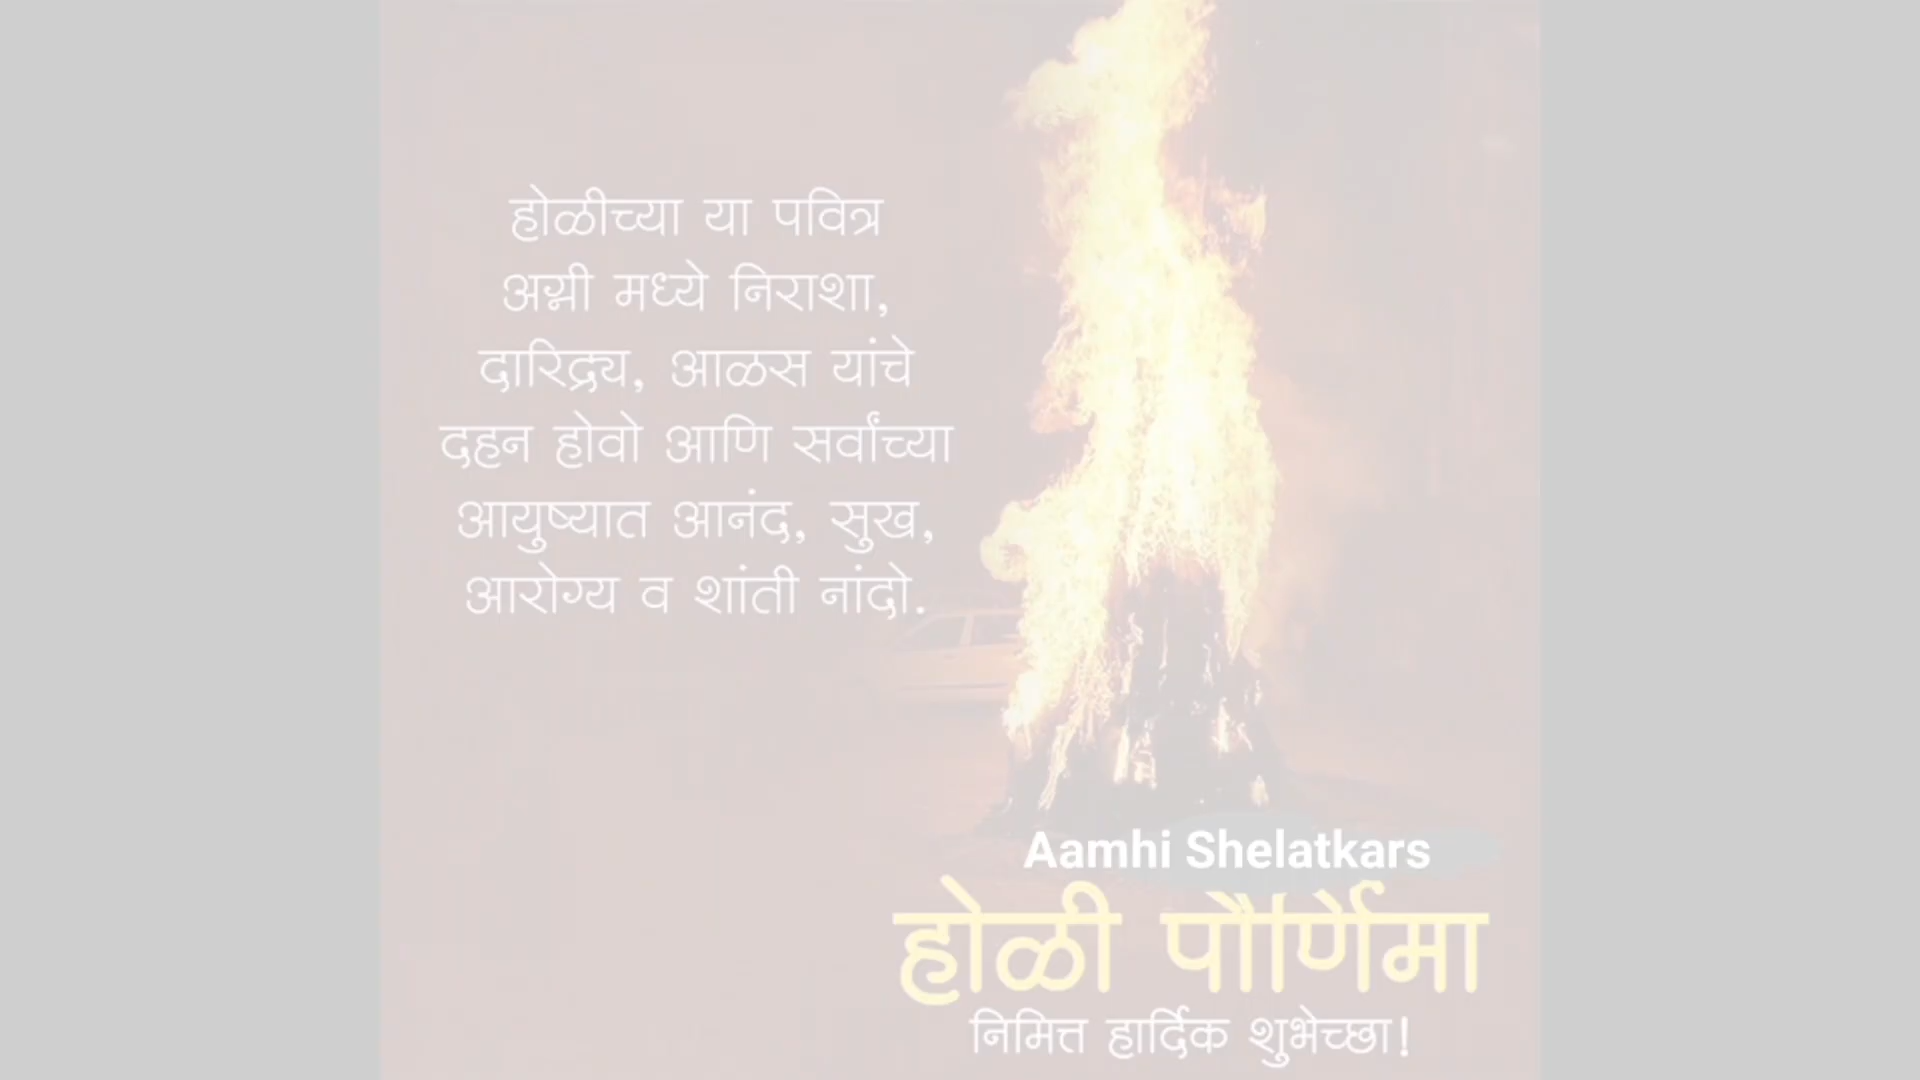 होळीच्या या पवित्र
अग्नी मध्ये निराशा,
दारिद्र्य, आळस यांचे
दहन होवो आणि सर्वांच्या
आयुष्यात आनंद, सुख,
आरोग्य व शांती नांदो.
Aamhi Shelatkars
होळी पौर्णिमा
निमित्त हार्दिक शुभेच्छा!